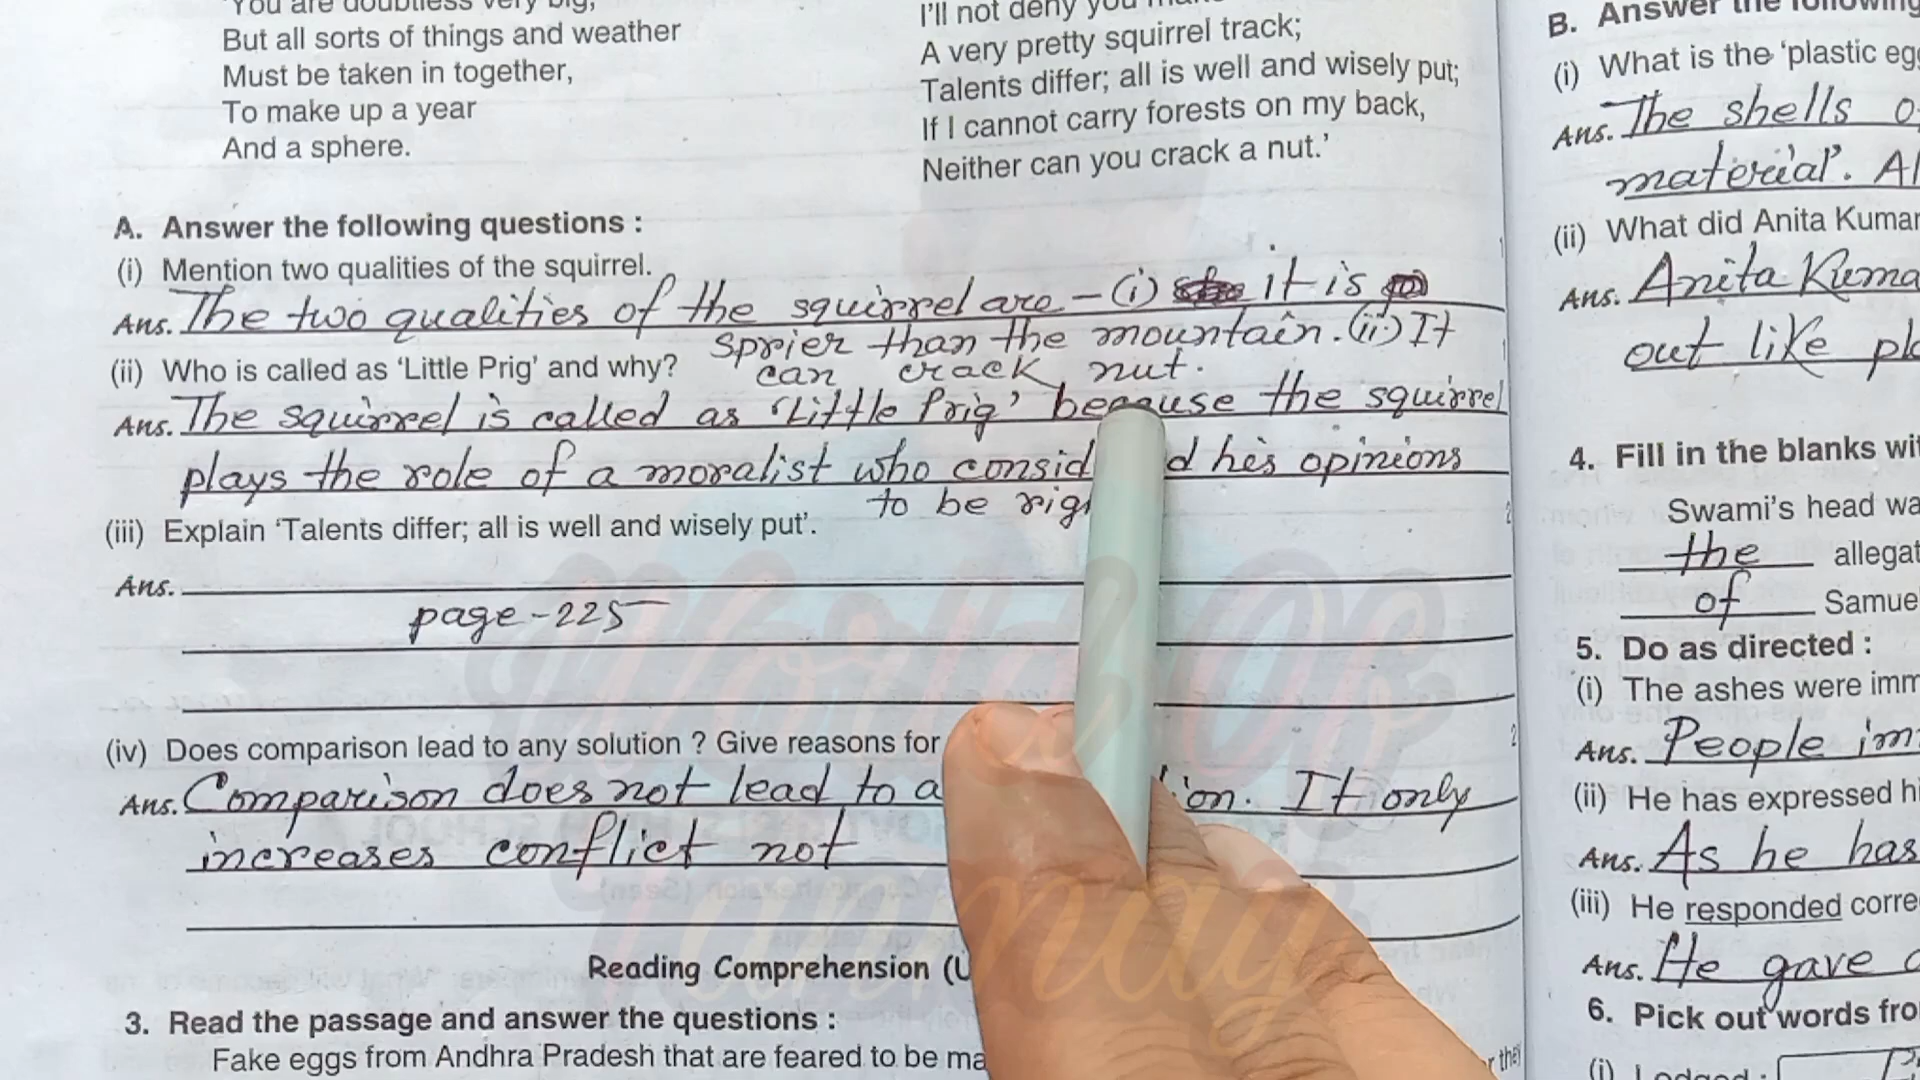 You are doubtless very big,
But all sorts of things and weather
Must be taken in together,
To make up a year
And a sphere.
I'll not deny you
A very pretty squirrel track;
Talents differ; all is well and wisely put;
If I cannot carry forests on my back,
Neither can you crack a nut.'
A. Answer the following questions :
(i) Mention two qualities of the squirrel.
Ans. The two qualities of the squirrel are - (i) it is
sprier than the mountain. (ii) It
can crack nut.
(ii) Who is called as 'Little Prig' and why?
Ans. The squirrel is called as 'Little Prig' because the squirrel
plays the role of a moralist who consid d his opinions
to be rig
(iii) Explain 'Talents differ; all is well and wisely put'.
Ans.
page-225
(iv) Does comparison lead to any solution ? Give reasons for
Ans. Comparison does not lead to a ion. It only
increases conflict not
Reading Comprehension (U
3. Read the passage and answer the questions :
Fake eggs from Andhra Pradesh that are feared to be ma
B. Answer the following
(i) What is the 'plastic eg
Ans. The shells o
material'. Al
(ii) What did Anita Kumar
Ans. Anita Kuma
out like pl
4. Fill in the blanks wi
Swami's head wa
the allegat
of Samuel
5. Do as directed :
(i) The ashes were imm
Ans. People im
(ii) He has expressed hi
Ans. As he has
(iii) He responded corre
Ans. He gave
6. Pick out words fro
(i) Lodged :
World Of
Tanmay